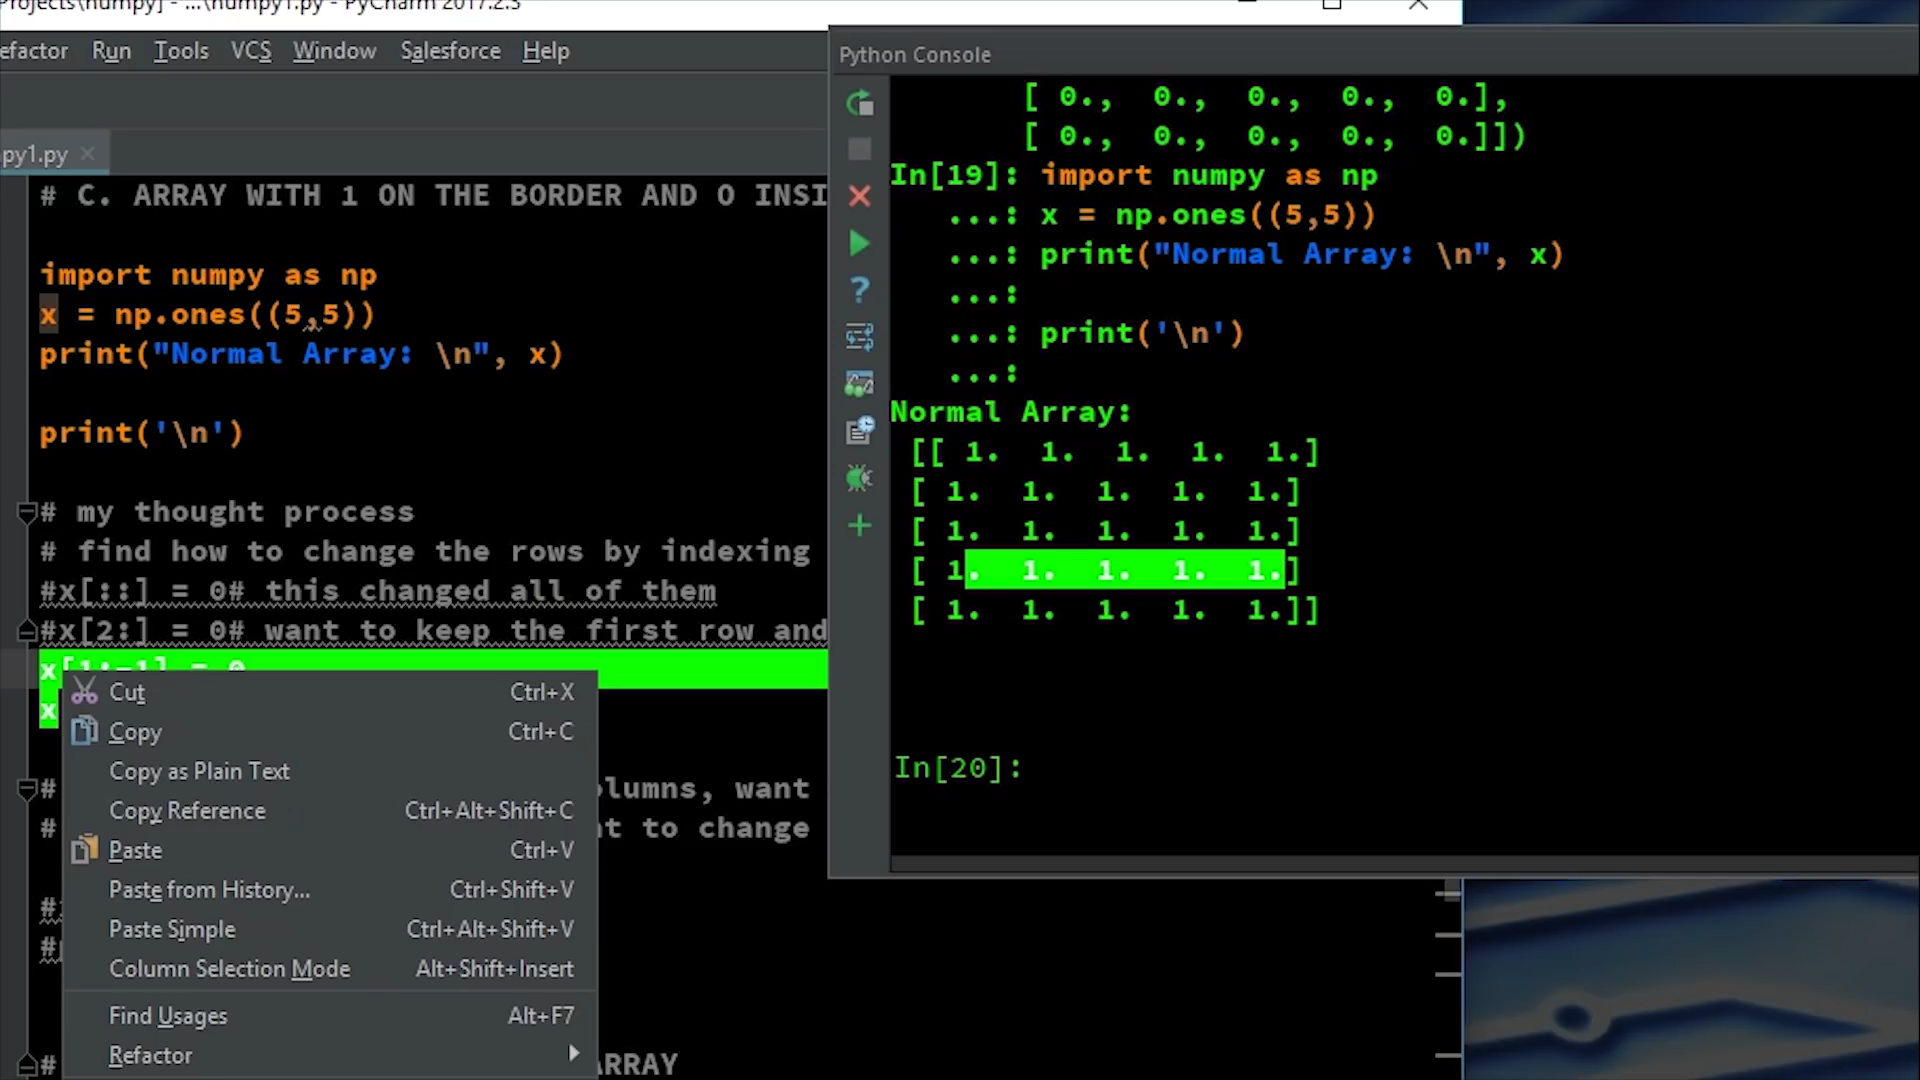 Projects\numpy] - ...\numpy1.py - PyCharm 2017.2.3
efactor Run Tools VCS Window Salesforce Help
py1.py
# C. ARRAY WITH 1 ON THE BORDER AND O INSI
import numpy as np
x = np.ones((5,5))
print("Normal Array: \n", x)
print('\n')
# my thought process
# find how to change the rows by indexing
#x[::] = 0# this changed all of them
#x[2:] = 0# want to keep the first row and
x[1:-1] = 0
x
Cut Ctrl+X
Copy Ctrl+C
Copy as Plain Text
# olumns, want
Copy Reference Ctrl+Alt+Shift+C
# nt to change
Paste Ctrl+V
Paste from History... Ctrl+Shift+V
#
Paste Simple Ctrl+Alt+Shift+V
#
Column Selection Mode Alt+Shift+Insert
Find Usages Alt+F7
Refactor
# ARRAY
Python Console
[ 0., 0., 0., 0., 0.],
[ 0., 0., 0., 0., 0.]])
In[19]: import numpy as np
...: x = np.ones((5,5))
...: print("Normal Array: \n", x)
...:
...: print('\n')
...:
Normal Array:
[[ 1. 1. 1. 1. 1.]
[ 1. 1. 1. 1. 1.]
[ 1. 1. 1. 1. 1.]
[ 1. 1. 1. 1. 1.]
[ 1. 1. 1. 1. 1.]]
In[20]: